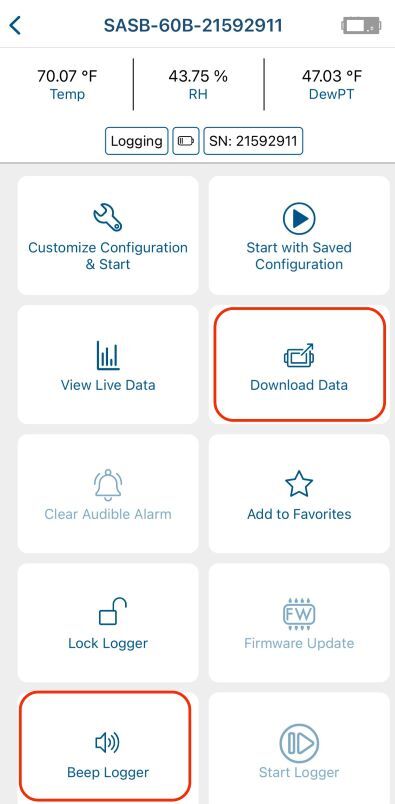 SASB-60B-21592911
70.07 °F 43.75 % 47.03 °F
Temp RH DewPT
Logging SN: 21592911
Customize Configuration
& Start
Start with Saved
Configuration
View Live Data
Download Data
Clear Audible Alarm
Add to Favorites
Lock Logger
FW
Firmware Update
Beep Logger
Start Logger